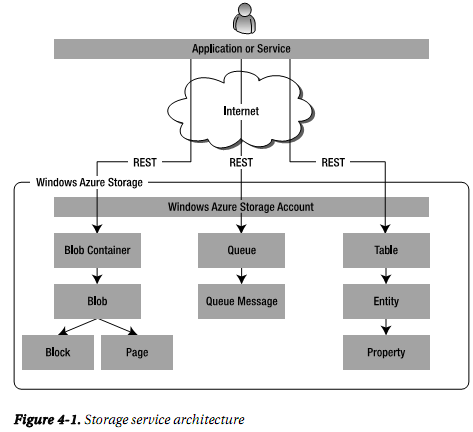 Application or Service
Internet
REST REST REST
Windows Azure Storage
Windows Azure Storage Account
Blob Container Queue Table
Blob Queue Message Entity
Block Page Property
Figure 4-1. Storage service architecture